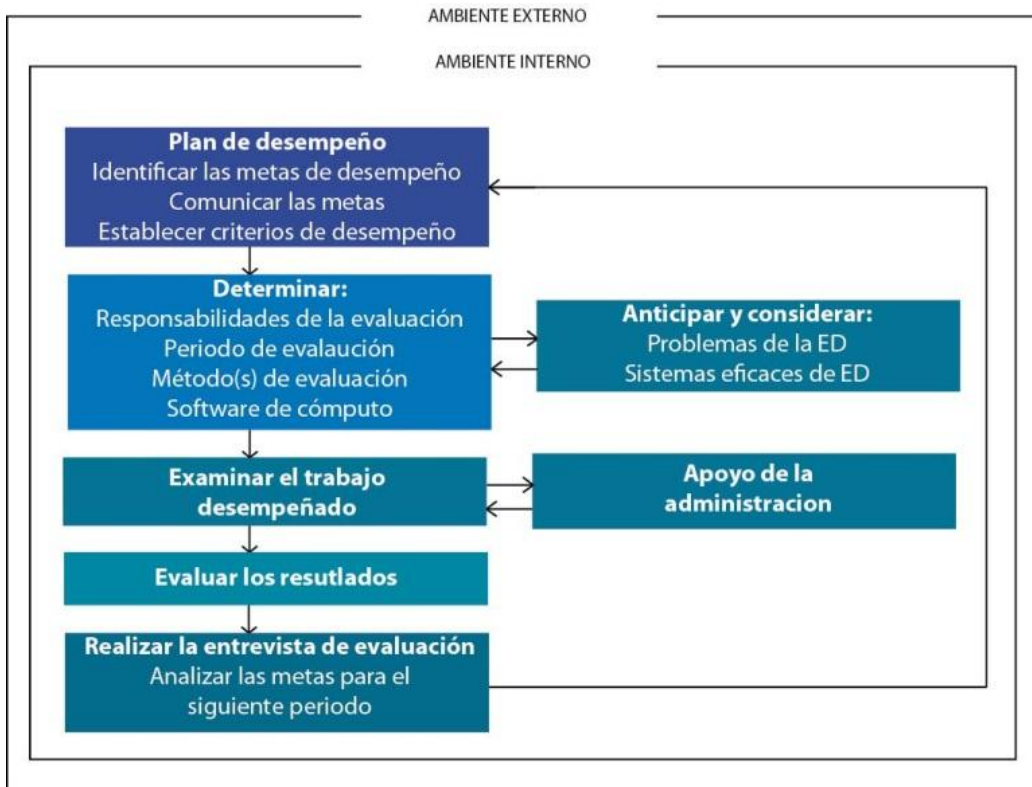 AMBIENTE EXTERNO
AMBIENTE INTERNO
Plan de desempeño
Identificar las metas de desempeño
Comunicar las metas
Establecer criterios de desempeño
Determinar:
Responsabilidades de la evaluación
Periodo de evalaución
Método(s) de evaluación
Software de cómputo
Anticipar y considerar:
Problemas de la ED
Sistemas eficaces de ED
Examinar el trabajo
desempeñado
Apoyo de la
administracion
Evaluar los resutlados
Realizar la entrevista de evaluación
Analizar las metas para el
siguiente periodo